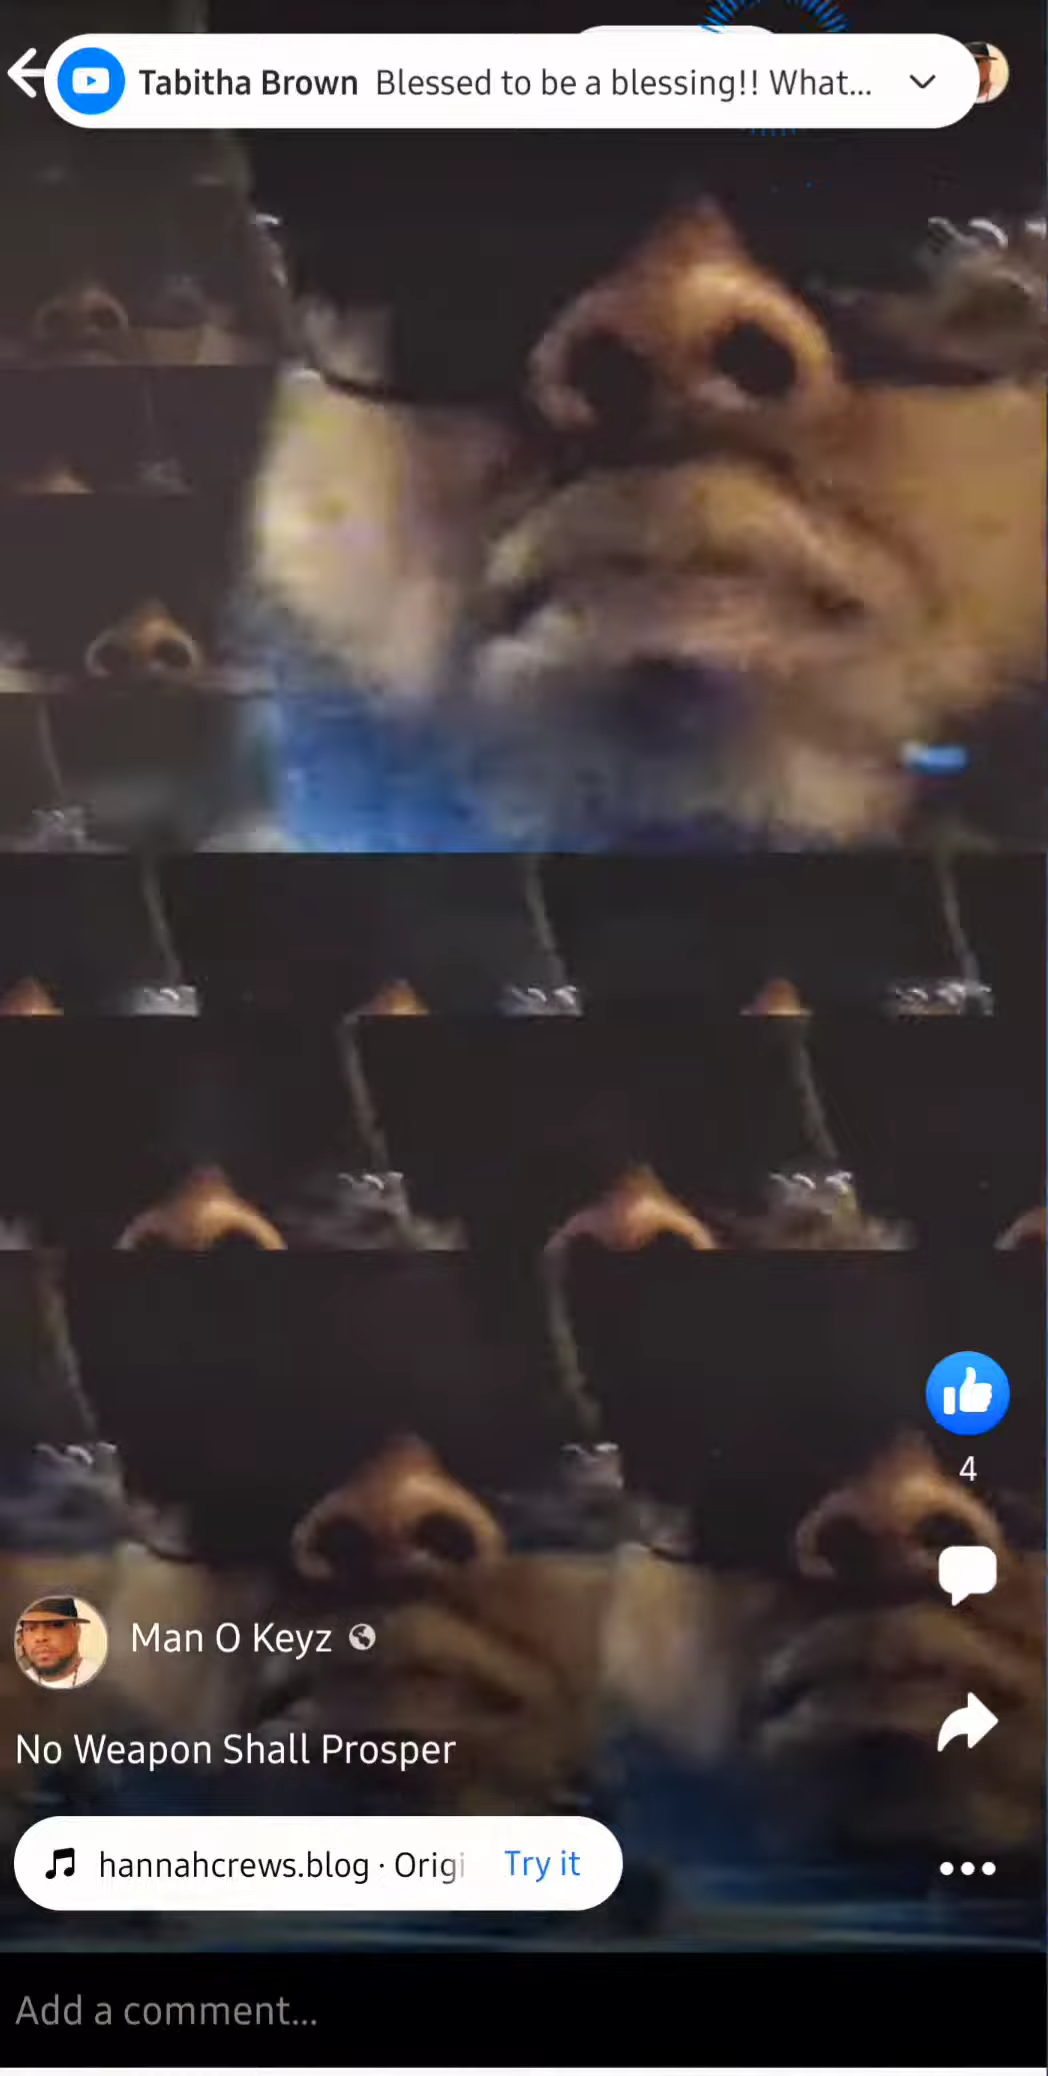 Tabitha Brown Blessed to be a blessing!! What...
4
Man O Keyz
No Weapon Shall Prosper
hannahcrews.blog · Origi Try it
Add a comment...